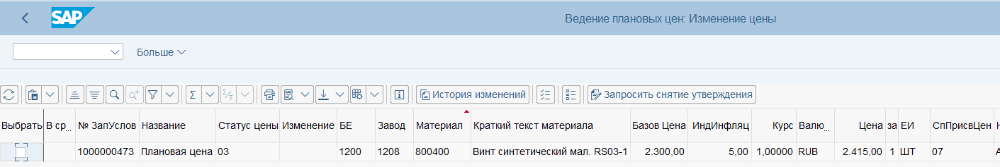 SAP
Ведение плановых цен: Изменение цены
Больше
История изменений Запросить снятие утверждения
Выбрать В ср... № ЗапУслов Название Статус цены Изменение БЕ Завод Материал Краткий текст материала Базов Цена ИндИнфляц Курс Валю... Цена за ЕИ СпПрисвЦен
1000000473 Плановая цена 03 1200 1208 800400 Винт синтетический мал. RS03-1 2.300,00 5,00 1,00000 RUB 2.415,00 1 ШТ 07